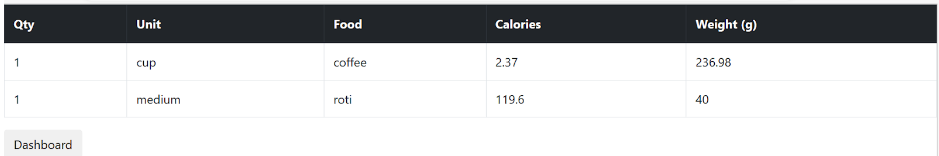 Qty Unit Food Calories Weight (g)
1 cup coffee 2.37 236.98
1 medium roti 119.6 40
Dashboard